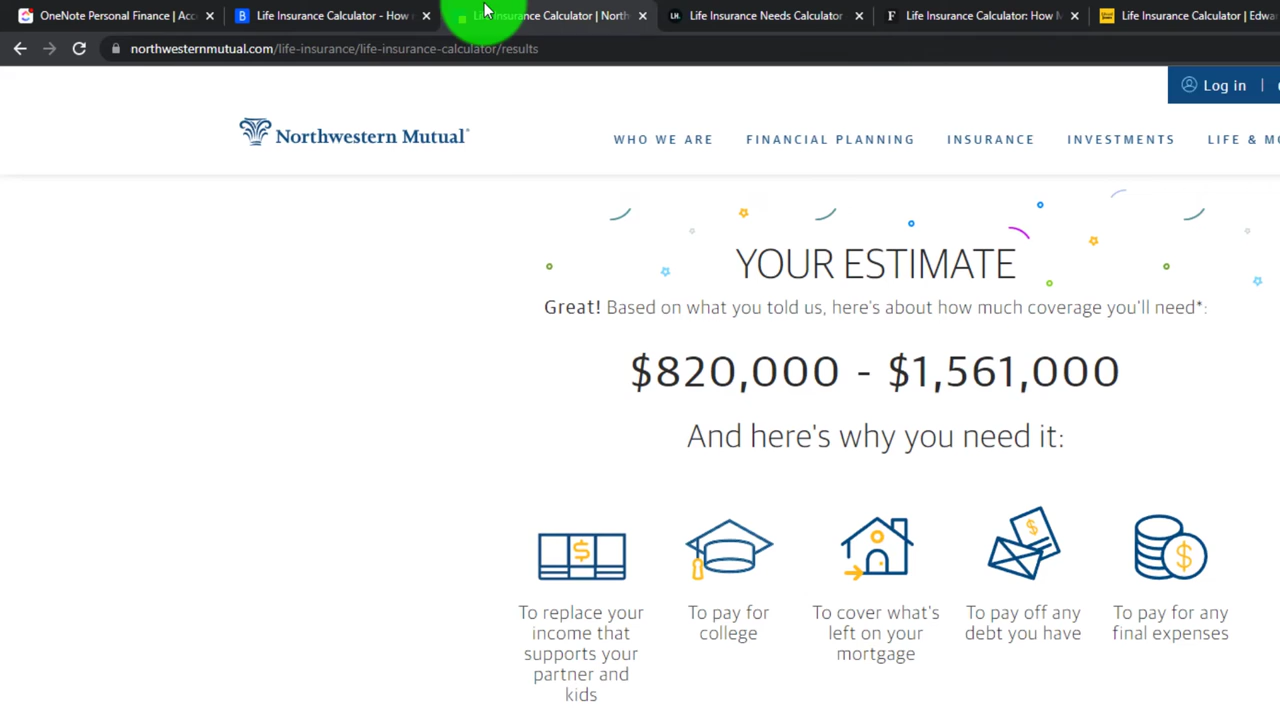 OneNote Personal Finance | Acc
Life Insurance Calculator - How
Life Insurance Calculator | North
Life Insurance Needs Calculator
Life Insurance Calculator: How M
Life Insurance Calculator | Edwa
northwesternmutual.com/life-insurance/life-insurance-calculator/results
Log in |
Northwestern Mutual®
WHO WE ARE
FINANCIAL PLANNING
INSURANCE
INVESTMENTS
LIFE & MO
YOUR ESTIMATE
Great! Based on what you told us, here's about how much coverage you'll need*:
$820,000 - $1,561,000
And here's why you need it:
To replace your
income that
supports your
partner and
kids
To pay for
college
To cover what's
left on your
mortgage
To pay off any
debt you have
To pay for any
final expenses